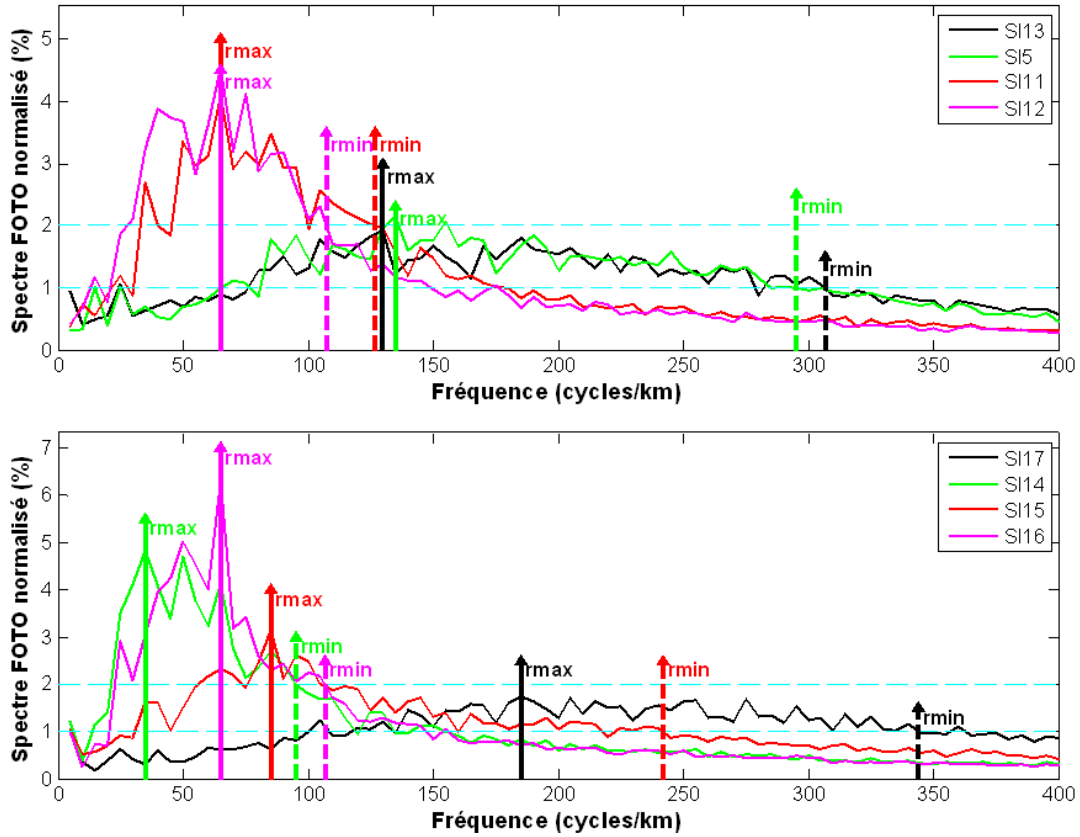 Spectre FOTO normalisé (%)
5
4
3
2
1
0
rmax
rmax
rmin
rmin
rmax
rmax
rmin
rmin
SI13
SI5
SI11
SI12
0 50 100 150 200 250 300 350 400
Fréquence (cycles/km)
Spectre FOTO normalisé (%)
7
6
5
4
3
2
1
0
rmax
rmax
rmax
rmin
rmin
rmax
rmin
rmin
SI17
SI14
SI15
SI16
0 50 100 150 200 250 300 350 400
Fréquence (cycles/km)